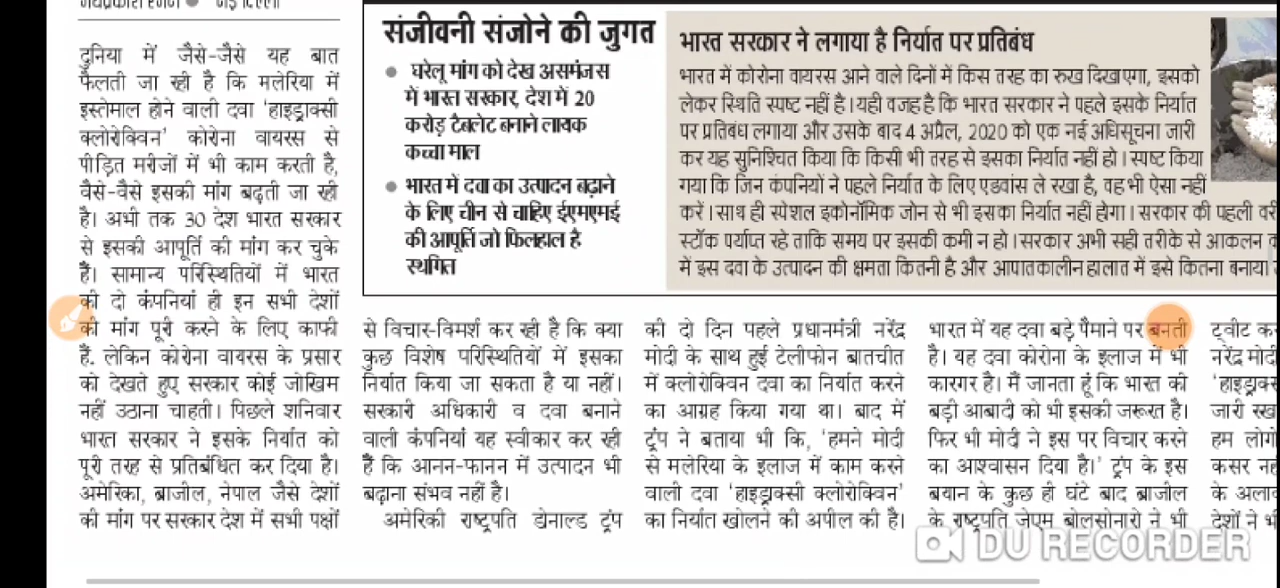 नई दिल्ली
दुनिया में जैसे-जैसे यह बात
फैलती जा रही है कि मलेरिया में
इस्तेमाल होने वाली दवा 'हाइड्राक्सी
क्लोरोक्विन' कोरोना वायरस से
पीड़ित मरीजों में भी काम करती है,
वैसे-वैसे इसकी मांग बढ़ती जा रही
है। अभी तक 30 देश भारत सरकार
से इसकी आपूर्ति की मांग कर चुके
हैं। सामान्य परिस्थितियों में भारत
की दो कंपनियां ही इन सभी देशों
की मांग पूरी करने के लिए काफी
हैं. लेकिन कोरोना वायरस के प्रसार
को देखते हुए सरकार कोई जोखिम
नहीं उठाना चाहती। पिछले शनिवार
भारत सरकार ने इसके निर्यात को
पूरी तरह से प्रतिबंधित कर दिया है।
अमेरिका, ब्राजील, नेपाल जैसे देशों
की मांग पर सरकार देश में सभी पक्षों
संजीवनी संजोने की जुगत
● घरेलू मांग को देख असमंजस
में भारत सरकार, देश में 20
करोड़ टैबलेट बनाने लायक
कच्चा माल
● भारत में दवा का उत्पादन बढ़ाने
के लिए चीन से चाहिए ईएमएमई
की आपूर्ति जो फिलहाल है
स्थगित
भारत सरकार ने लगाया है निर्यात पर प्रतिबंध
भारत में कोरोना वायरस आने वाले दिनों में किस तरह का रुख दिखाएगा, इसको
लेकर स्थिति स्पष्ट नहीं है। यही वजह है कि भारत सरकार ने पहले इसके निर्यात
पर प्रतिबंध लगाया और उसके बाद 4 अप्रैल, 2020 को एक नई अधिसूचना जारी
कर यह सुनिश्चित किया कि किसी भी तरह से इसका निर्यात नहीं हो। स्पष्ट किया
गया कि जिन कंपनियों ने पहले निर्यात के लिए एडवांस ले रखा है, वह भी ऐसा नहीं
करें। साथ ही स्पेशल इकोनॉमिक जोन से भी इसका निर्यात नहीं होगा। सरकार की पहली
स्टॉक पर्याप्त रहे ताकि समय पर इसकी कमी न हो। सरकार अभी सही तरीके से आकलन
में इस दवा के उत्पादन की क्षमता कितनी है और आपातकालीन हालात में इसे कितना बनाया
से विचार-विमर्श कर रही है कि क्या
कुछ विशेष परिस्थितियों में इसका
निर्यात किया जा सकता है या नहीं।
सरकारी अधिकारी व दवा बनाने
वाली कंपनियां यह स्वीकार कर रही
हैं कि आनन-फानन में उत्पादन भी
बढ़ाना संभव नहीं है।
अमेरिकी राष्ट्रपति डोनाल्ड ट्रंप
की दो दिन पहले प्रधानमंत्री नरेंद्र
मोदी के साथ हुई टेलीफोन बातचीत
में क्लोरोक्विन दवा का निर्यात करने
का आग्रह किया गया था। बाद में
ट्रंप ने बताया भी कि, 'हमने मोदी
से मलेरिया के इलाज में काम करने
वाली दवा 'हाइड्राक्सी क्लोरोक्विन'
का निर्यात खोलने की अपील की है।
भारत में यह दवा बड़े पैमाने पर बनती
है। यह दवा कोरोना के इलाज में भी
कारगर है। मैं जानता हूं कि भारत की
बड़ी आबादी को भी इसकी जरूरत है।
फिर भी मोदी ने इस पर विचार करने
का आश्वासन दिया है।' ट्रंप के इस
बयान के कुछ ही घंटे बाद ब्राजील
के राष्ट्रपति जेएम बोलसोनारो ने भी
ट्वीट
नरेंद्र मोदी
जारी
हम लोगों
कसर
के
देशों ने
DU RECORDER